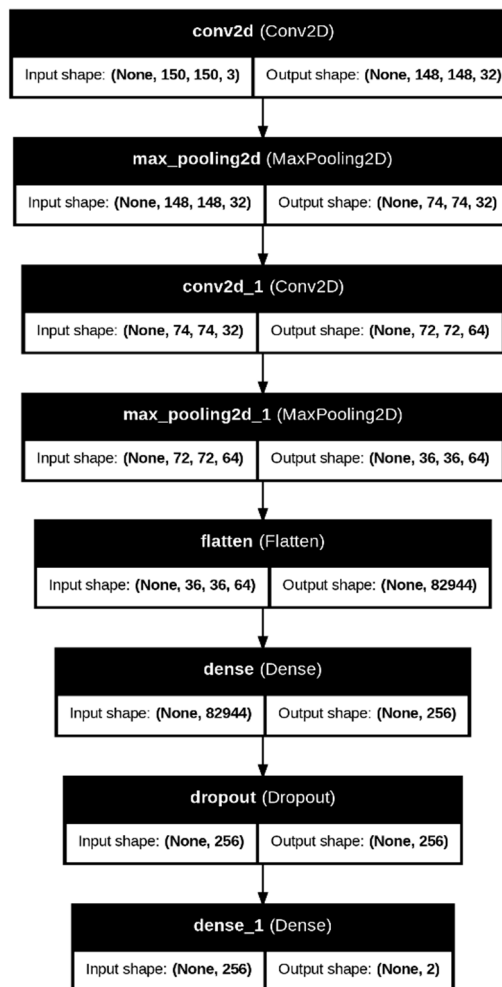 conv2d (Conv2D)
Input shape: (None, 150, 150, 3) Output shape: (None, 148, 148, 32)
max_pooling2d (MaxPooling2D)
Input shape: (None, 148, 148, 32) Output shape: (None, 74, 74, 32)
conv2d_1 (Conv2D)
Input shape: (None, 74, 74, 32) Output shape: (None, 72, 72, 64)
max_pooling2d_1 (MaxPooling2D)
Input shape: (None, 72, 72, 64) Output shape: (None, 36, 36, 64)
flatten (Flatten)
Input shape: (None, 36, 36, 64) Output shape: (None, 82944)
dense (Dense)
Input shape: (None, 82944) Output shape: (None, 256)
dropout (Dropout)
Input shape: (None, 256) Output shape: (None, 256)
dense_1 (Dense)
Input shape: (None, 256) Output shape: (None, 2)